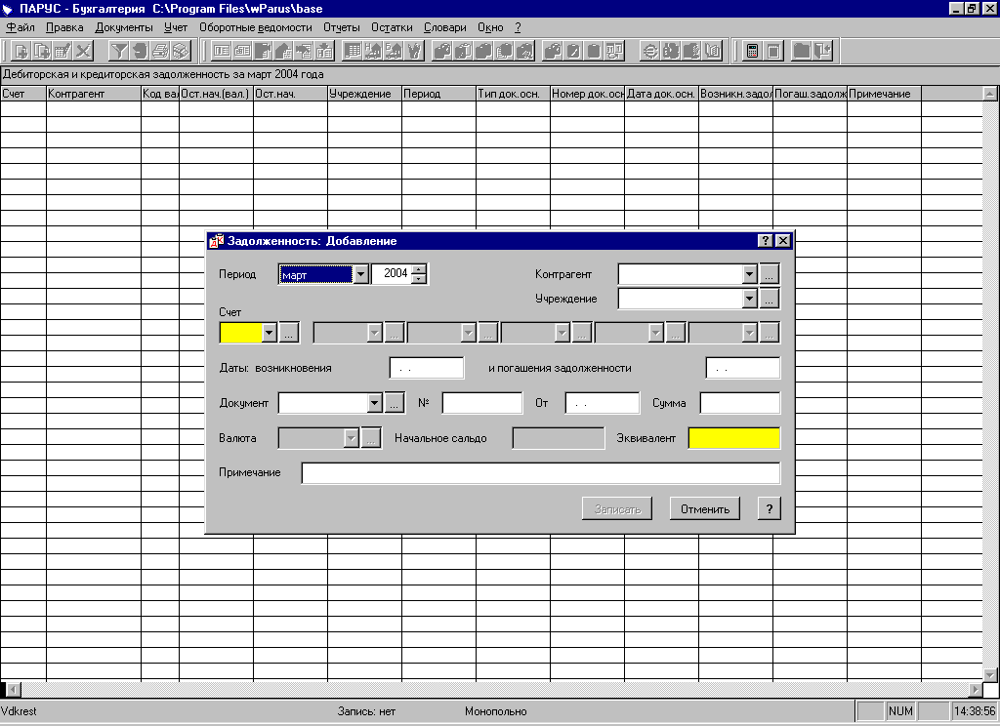 ПАРУС - Бухгалтерия C:\Program Files\wParus\base
Файл Правка Документы Учет Оборотные ведомости Отчеты Остатки Словари Окно ?
Дебиторская и кредиторская задолженность за март 2004 года
Счет Контрагент Код вал Ост.нач.(вал.) Ост.нач. Учреждение Период Тип док.осн. Номер док.осн Дата док.осн. Возникн.задол Погаш.задолж Примечание
Задолженность: Добавление
Период март 2004 Контрагент ...
Учреждение ...
Счет
... ... ... ... ... ...
Даты: возникновения . . и погашения задолженности . .
Документ ... № От . . Сумма
Валюта ... Начальное сальдо Эквивалент
Примечание
Записать Отменить ?
Vdkrest Запись: нет Монопольно NUM 14:38:56